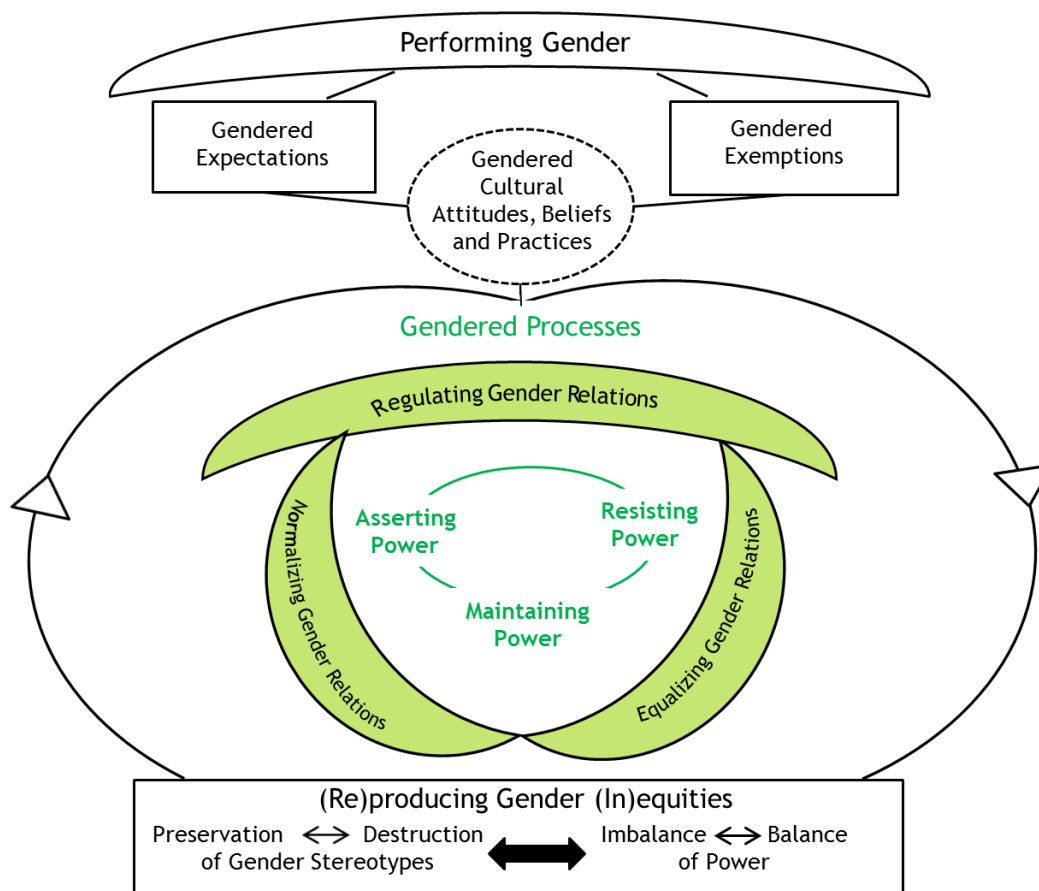 Performing Gender
Gendered
Expectations
Gendered
Exemptions
Gendered
Cultural
Attitudes, Beliefs
and Practices
Gendered Processes
Regulating Gender Relations
Normalizing Gender Relations
Asserting
Power
Resisting
Power
Maintaining
Power
Equalizing Gender Relations
(Re)producing Gender (In)equities
Preservation Destruction
of Gender Stereotypes
Imbalance Balance
of Power